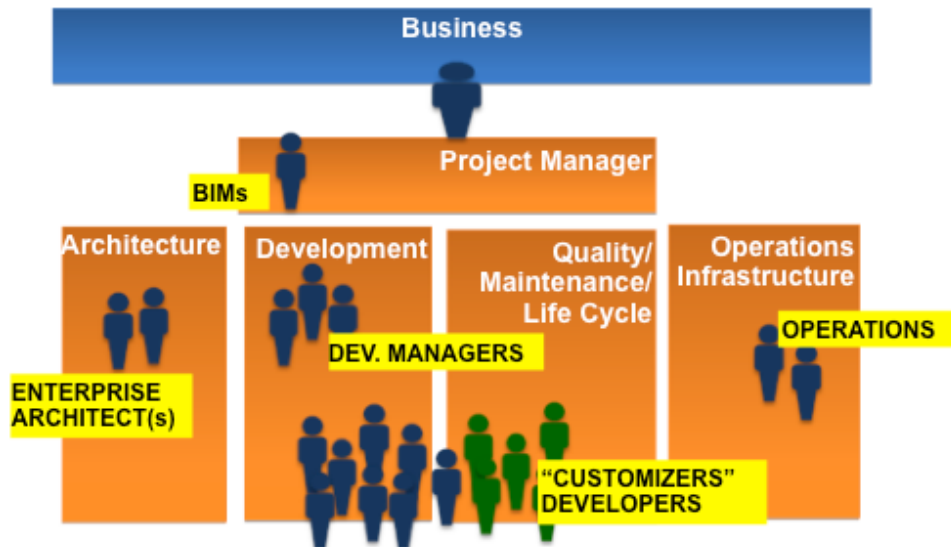 Business
Project Manager
BIMs
Architecture
Development
Quality/
Maintenance/
Life Cycle
Operations
Infrastructure
OPERATIONS
DEV. MANAGERS
ENTERPRISE
ARCHITECT(s)
“CUSTOMIZERS”
DEVELOPERS